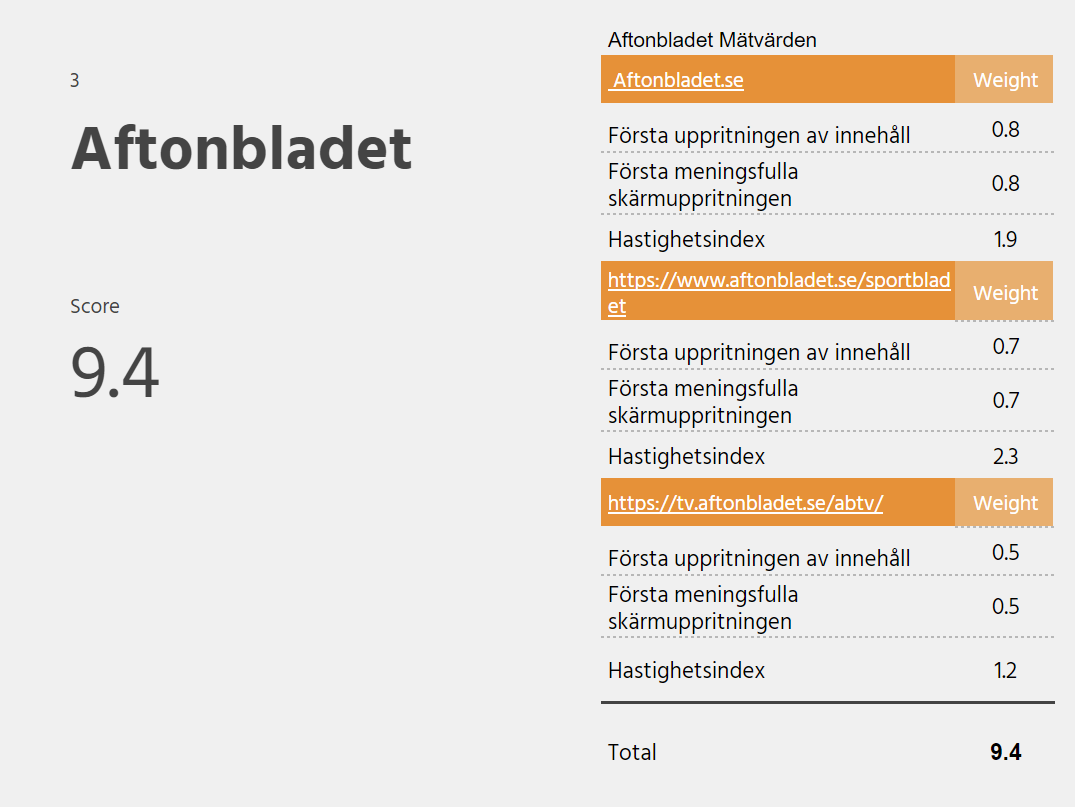 3
Aftonbladet
Score
9.4
Aftonbladet Mätvärden
Aftonbladet.se Weight
Första uppritningen av innehåll 0.8
Första meningsfulla
skärmuppritningen 0.8
Hastighetsindex 1.9
https://www.aftonbladet.se/sportblad
et Weight
Första uppritningen av innehåll 0.7
Första meningsfulla
skärmuppritningen 0.7
Hastighetsindex 2.3
https://tv.aftonbladet.se/abtv/ Weight
Första uppritningen av innehåll 0.5
Första meningsfulla
skärmuppritningen 0.5
Hastighetsindex 1.2
Total 9.4